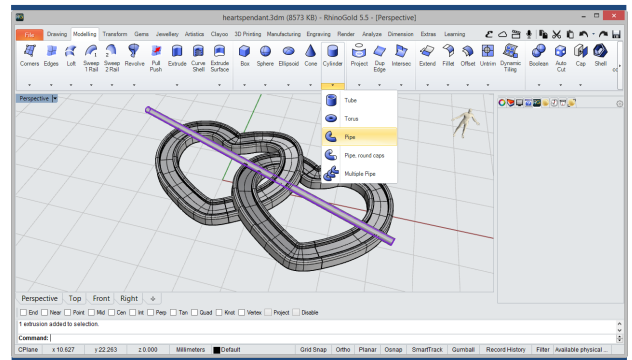 heartspendant.3dm (8573 KB) - RhinoGold 5.5 - [Perspective]
File Drawing Modelling Transform Gems Jewellery Artistics Clayoo 3D Printing Manufacturing Engraving Render Analyze Dimension Extras Learning
Corners Edges Loft Sweep 1 Rail Sweep 2 Rail Revolve Pull Push Extrude Curve Shell Extrude Surface Box Sphere Ellipsoid Cone Cylinder Project Dup Edge Intersec Extend Fillet Offset Untrim Dynamic Tiling Boolean Auto Cut Cap Shell
Perspective
Tube
Torus
Pipe
Pipe, round caps
Multiple Pipe
Perspective Top Front Right
End Near Point Mid Cen Int Perp Tan Quad Knot Vertex Project Disable
1 extrusion added to selection.
Command:
CPlane x 10.627 y 22.263 z 0.000 Millimeters Default Grid Snap Ortho Planar Osnap SmartTrack Gumball Record History Filter Available physical ...